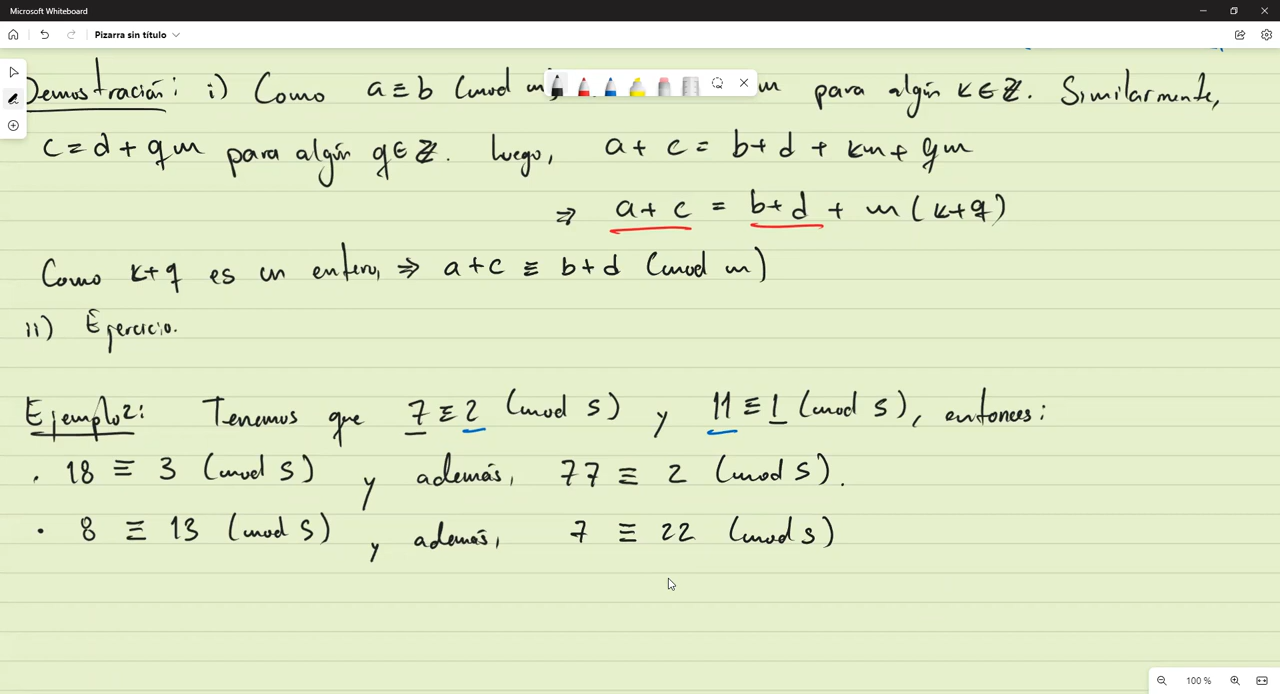 Microsoft Whiteboard
Pizarra sin título
Demostración: i) Como a ≡ b (mod m) m para algún k ∈ ℤ. Similarmente,
c = d + qm para algún q ∈ ℤ. Luego, a + c = b + d + km + qm
⇒ a + c = b + d + m (k+q)
Como k+q es un entero, ⇒ a+c ≡ b+d (mod m)
ii) Ejercicio.
Ejemplo 2: Tenemos que 7 ≡ 2 (mod 5) y 11 ≡ 1 (mod 5), entonces:
• 18 ≡ 3 (mod 5) y además, 77 ≡ 2 (mod 5).
• 8 ≡ 13 (mod 5) y además, 7 ≡ 22 (mod 5)
100 %